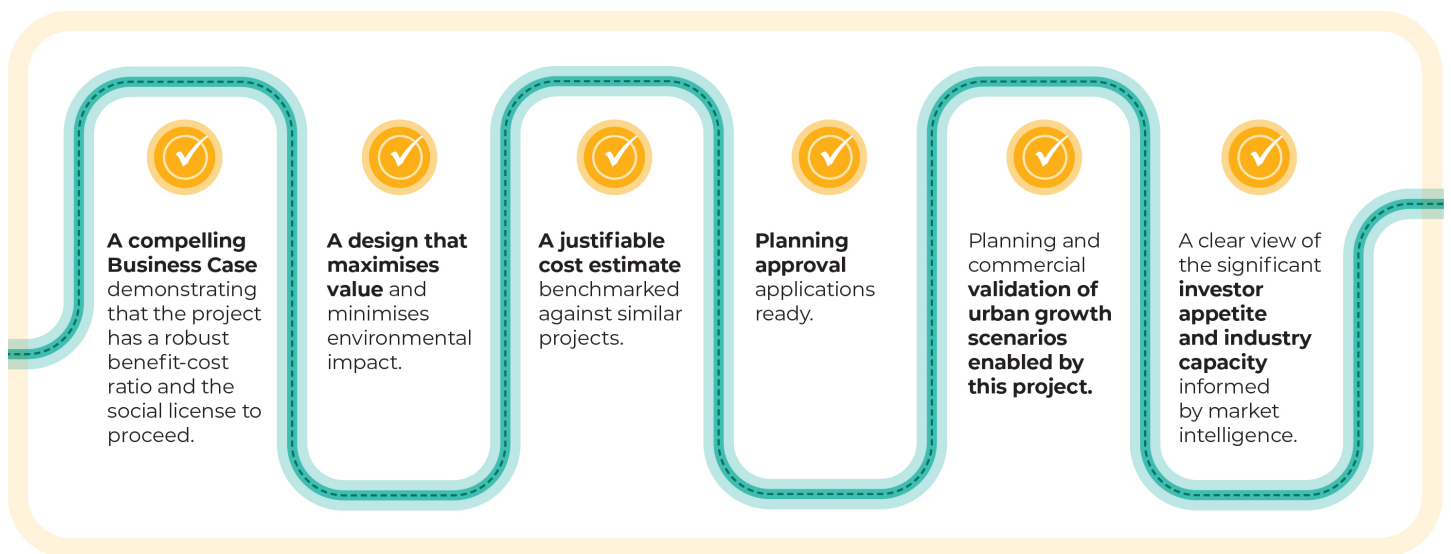 A compelling
Business Case
demonstrating
that the project
has a robust
benefit-cost
ratio and the
social license to
proceed.
A design that
maximises
value and
minimises
environmental
impact.
A justifiable
cost estimate
benchmarked
against similar
projects.
Planning
approval
applications
ready.
Planning and
commercial
validation of
urban growth
scenarios
enabled by
this project.
A clear view of
the significant
investor
appetite
and industry
capacity
informed
by market
intelligence.